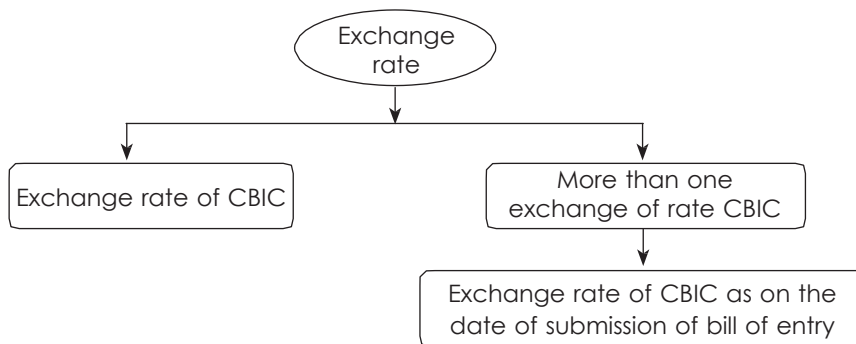 Exchange
rate
Exchange rate of CBIC
More than one
exchange of rate CBIC
Exchange rate of CBIC as on the
date of submission of bill of entry